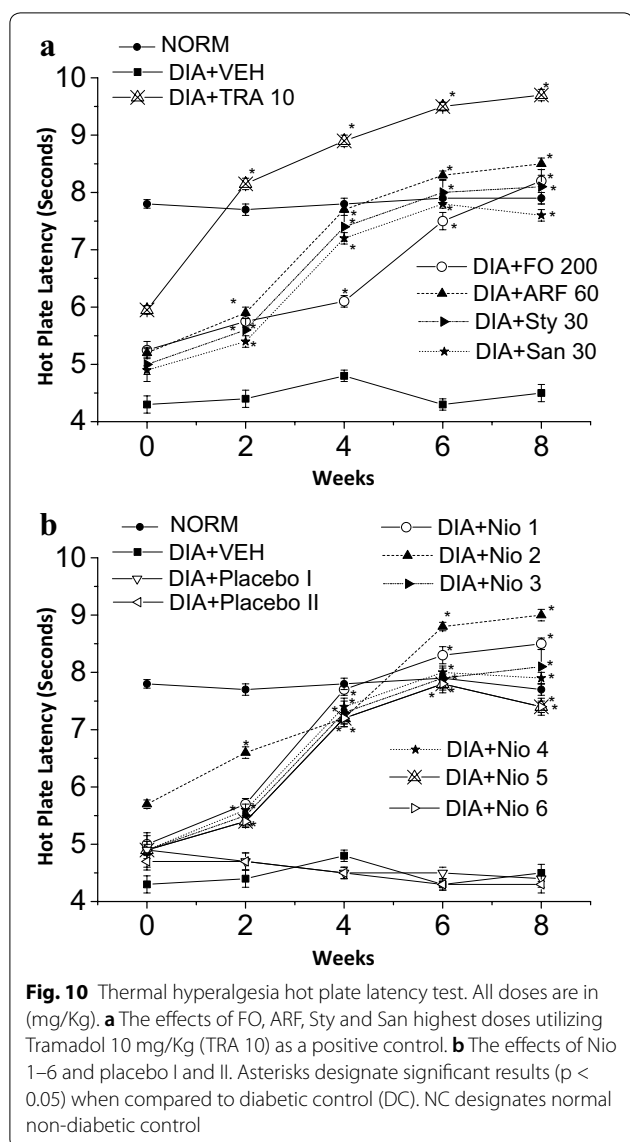 a
NORM
DIA+VEH
DIA+TRA 10
10
9
8
7
6
5
4
Hot Plate Latency (Seconds)
DIA+FO 200
DIA+ARF 60
DIA+Sty 30
DIA+San 30
0 2 4 6 8
Weeks
b
NORM
DIA+VEH
DIA+Placebo I
DIA+Placebo II
DIA+Nio 1
DIA+Nio 2
DIA+Nio 3
10
9
8
7
6
5
4
Hot Plate Latency (Seconds)
DIA+Nio 4
DIA+Nio 5
DIA+Nio 6
0 2 4 6 8
Weeks
Fig. 10 Thermal hyperalgesia hot plate latency test. All doses are in
(mg/Kg). a The effects of FO, ARF, Sty and San highest doses utilizing
Tramadol 10 mg/Kg (TRA 10) as a positive control. b The effects of Nio
1–6 and placebo I and II. Asterisks designate significant results (p <
0.05) when compared to diabetic control (DC). NC designates normal
non-diabetic control